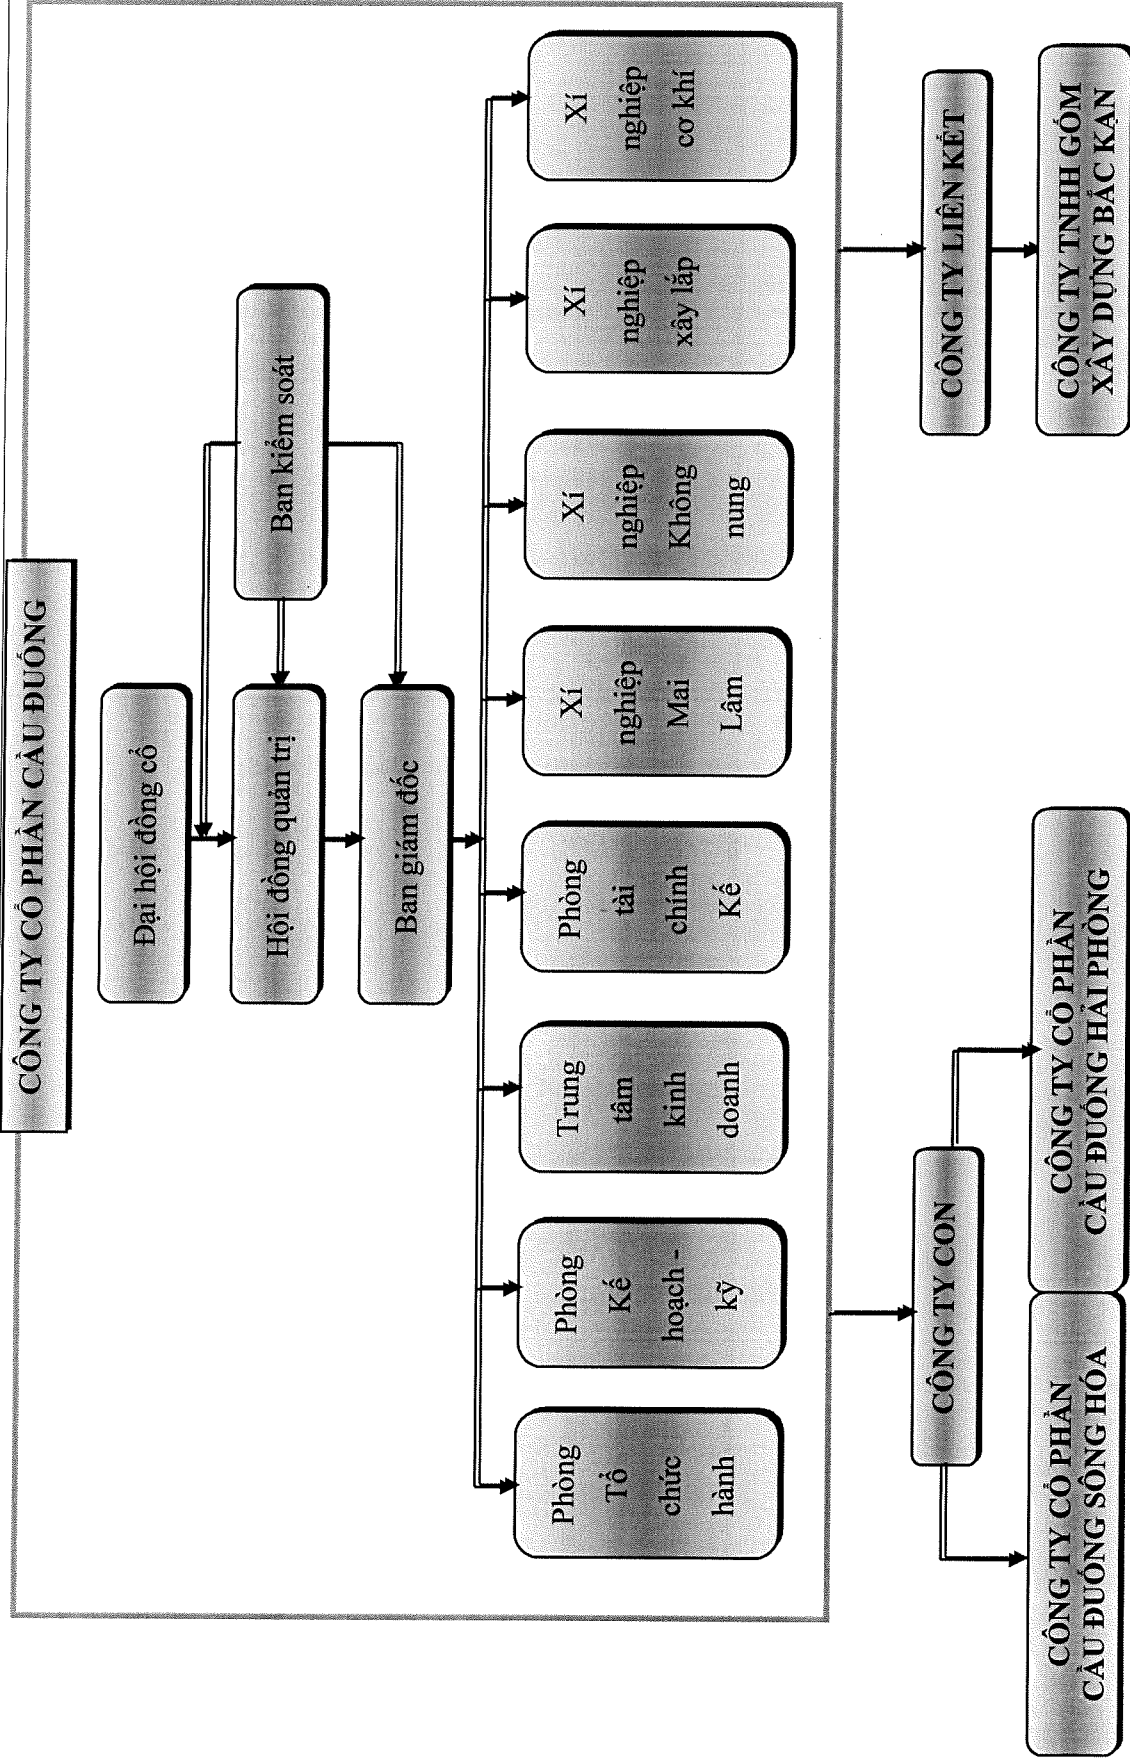 CÔNG TY CỔ PHẦN CẦU ĐUỐNG
Đại hội đồng cổ
Ban kiểm soát
Hội đồng quản trị
Ban giám đốc
Phòng
Tổ
chức
hành
Phòng
Kế
hoạch -
kỹ
Trung
tâm
kinh
doanh
Phòng
tài
chính
Kế
Xí
nghiệp
Mai
Lâm
Xí
nghiệp
Không
nung
Xí
nghiệp
xây lắp
Xí
nghiệp
cơ khí
CÔNG TY CON
CÔNG TY LIÊN KẾT
CÔNG TY CỔ PHẦN
CẦU ĐUỐNG SÔNG HÓA
CÔNG TY CỔ PHẦN
CẦU ĐUỐNG HẢI PHÒNG
CÔNG TY TNHH GỐM
XÂY DỰNG BẮC KẠN